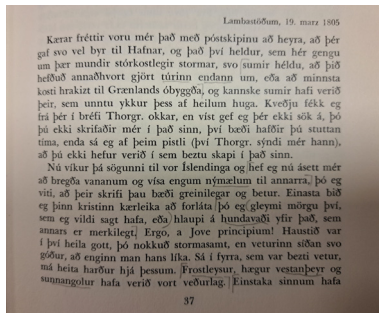 Lambastöðum, 19. marz 1805
Kærar fréttir voru mér það með póstskipinu að heyra, að þér
gaf svo vel byr til Hafnar, og það því heldur, sem hér gengu
um þær mundir stórkostlegir stormar, svo sumir héldu, að þið
hefðuð annaðhvort gjört túrinn endann um, eða að minnsta
kosti hrakizt til Grænlands óbyggða, og kannske sumir hafi verið
þeir, sem unntu ykkur þess af heilum huga. Kveðju fékk eg
frá þér í bréfi Thorgr. okkar, en víst gef eg þér ekki sök á, þó
þú ekki skrifaðir mér í það sinn, því bæði hafðir þú stuttan
tíma, enda sá eg af þeim pistli (því Thorgr. sýndi mér hann),
að þú ekki hefur verið í sem beztu skapi í það sinn.
Nú víkur þá sögunni til vor Íslendinga og hef eg nú ásett mér
að bregða vananum og vísa engum nýmælum til annarra, þó eg
viti, að þeir skrifi þau bæði greinilegar og betur. Einasta bið
eg þinn kristinn kærleika að forláta þó eg gleymi mörgu því,
sem eg vildi sagt hafa, eða hlaupi á hundavaði yfir það, sem
annars er merkilegt. Ergo, a Jove principium! Haustið var
í því heila gott, þó nokkuð stormasamt, en veturinn síðan svo
góður, að enginn man hans líka. Sá í fyrra, sem var bezti vetur,
má heita harður hjá þessum. Frostleysur, hægur vestanþeyr og
sunnangolur hafa verið vort veðurlag. Einstaka sinnum hafa
37